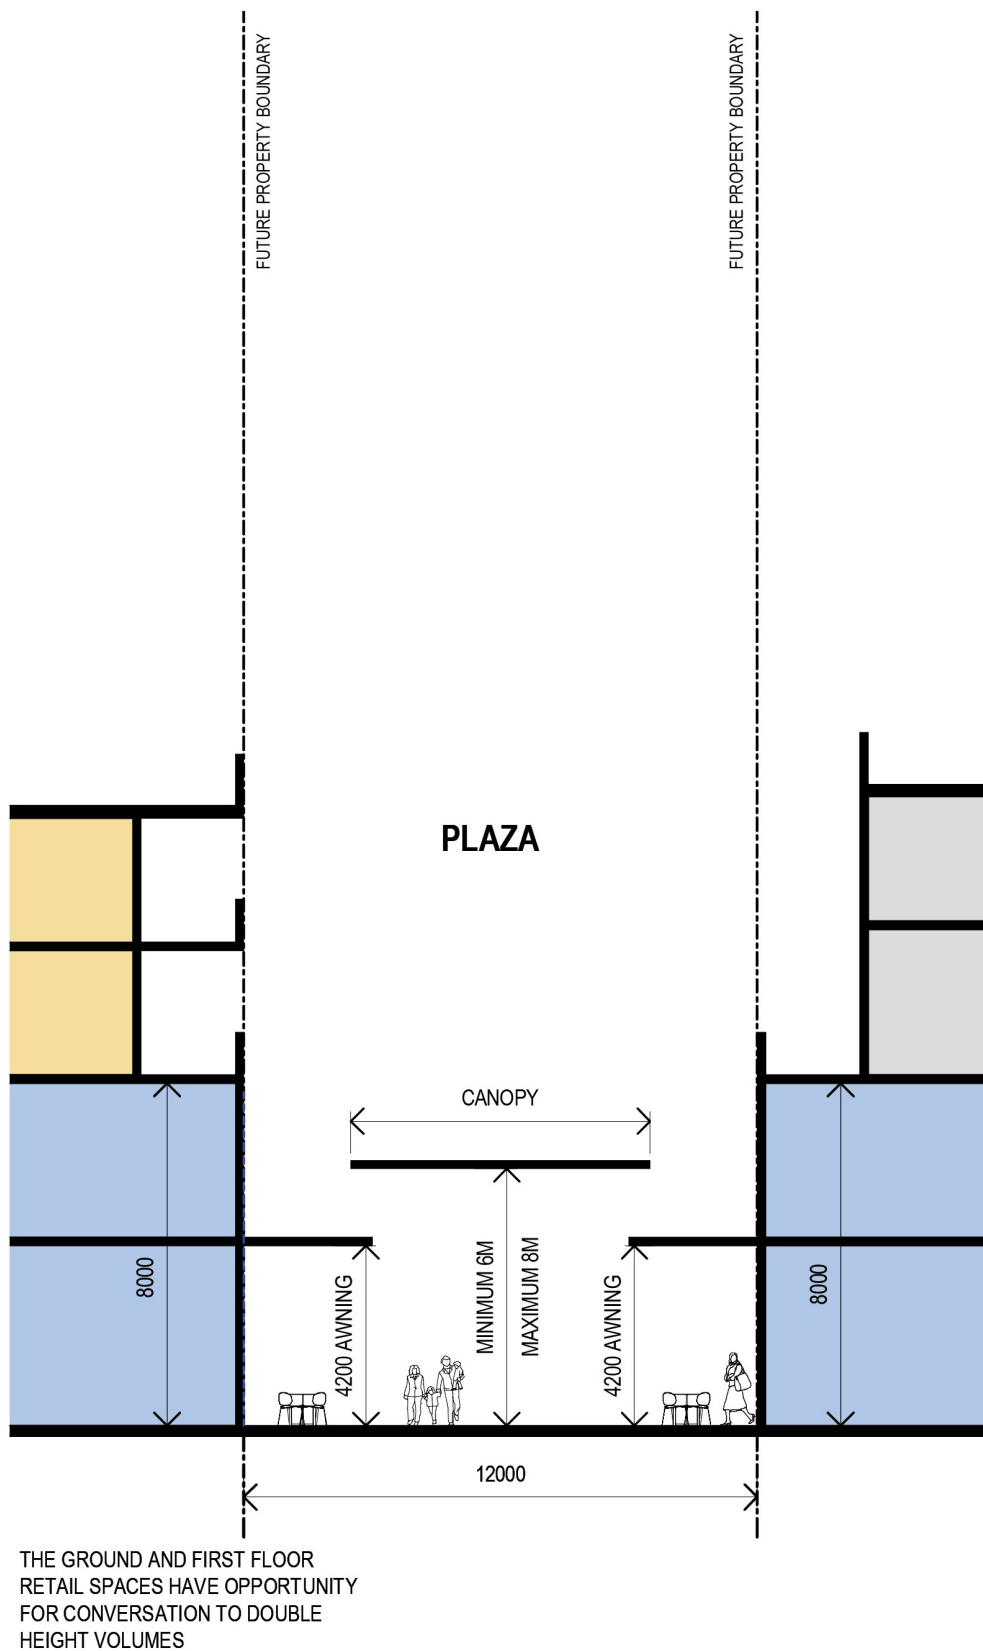 FUTURE PROPERTY BOUNDARY
FUTURE PROPERTY BOUNDARY
PLAZA
CANOPY
8000
4200 AWNING
MINIMUM 6M
MAXIMUM 8M
4200 AWNING
8000
12000
THE GROUND AND FIRST FLOOR
RETAIL SPACES HAVE OPPORTUNITY
FOR CONVERSATION TO DOUBLE
HEIGHT VOLUMES